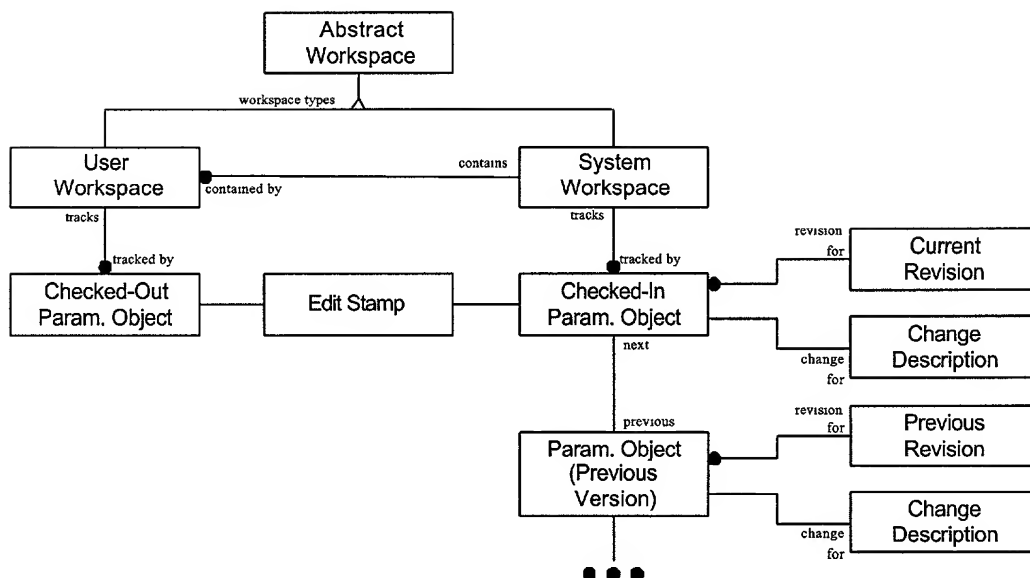 Abstract
Workspace
workspace types
User
Workspace
contains
contained by
System
Workspace
tracks
tracks
tracked by
tracked by
revision
for
Current
Revision
Checked-Out
Param. Object
Edit Stamp
Checked-In
Param. Object
next
change
for
Change
Description
previous
Param. Object
(Previous
Version)
revision
for
Previous
Revision
change
for
Change
Description